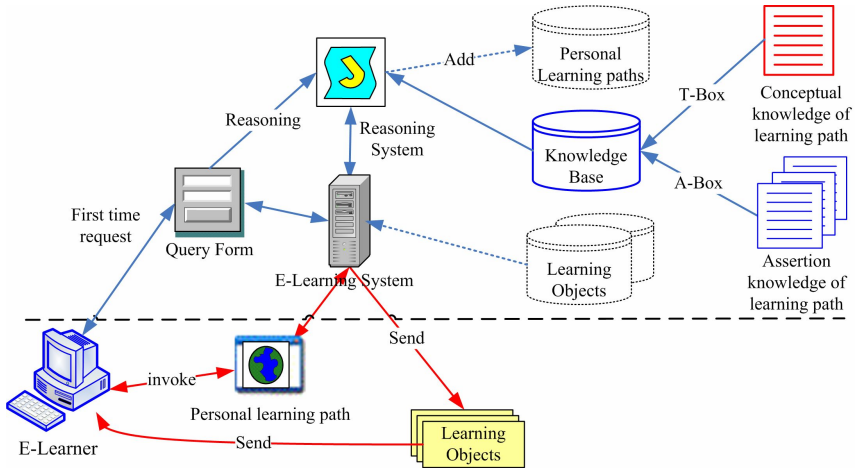 Personal
Learning paths
Add
Reasoning
Reasoning
System
T-Box
Conceptual
knowledge of
learning path
Knowledge
Base
A-Box
First time
request
Query Form
E-Learning System
Learning
Objects
Assertion
knowledge of
learning path
Send
invoke
Personal learning path
E-Learner
Send
Learning
Objects